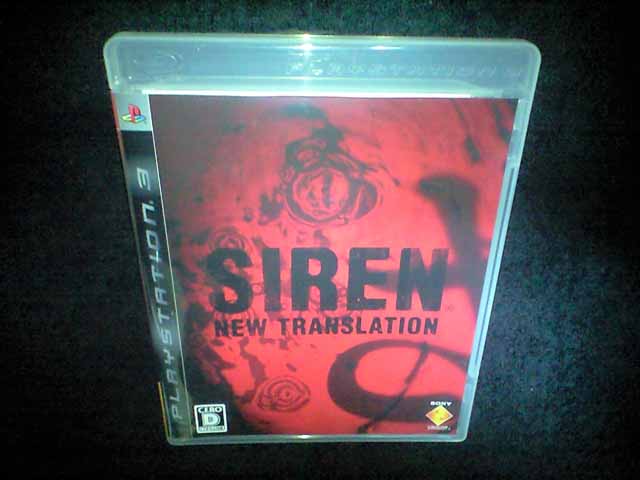 PLAYSTATION 3
SIREN
NEW TRANSLATION
CERO
D
SONY